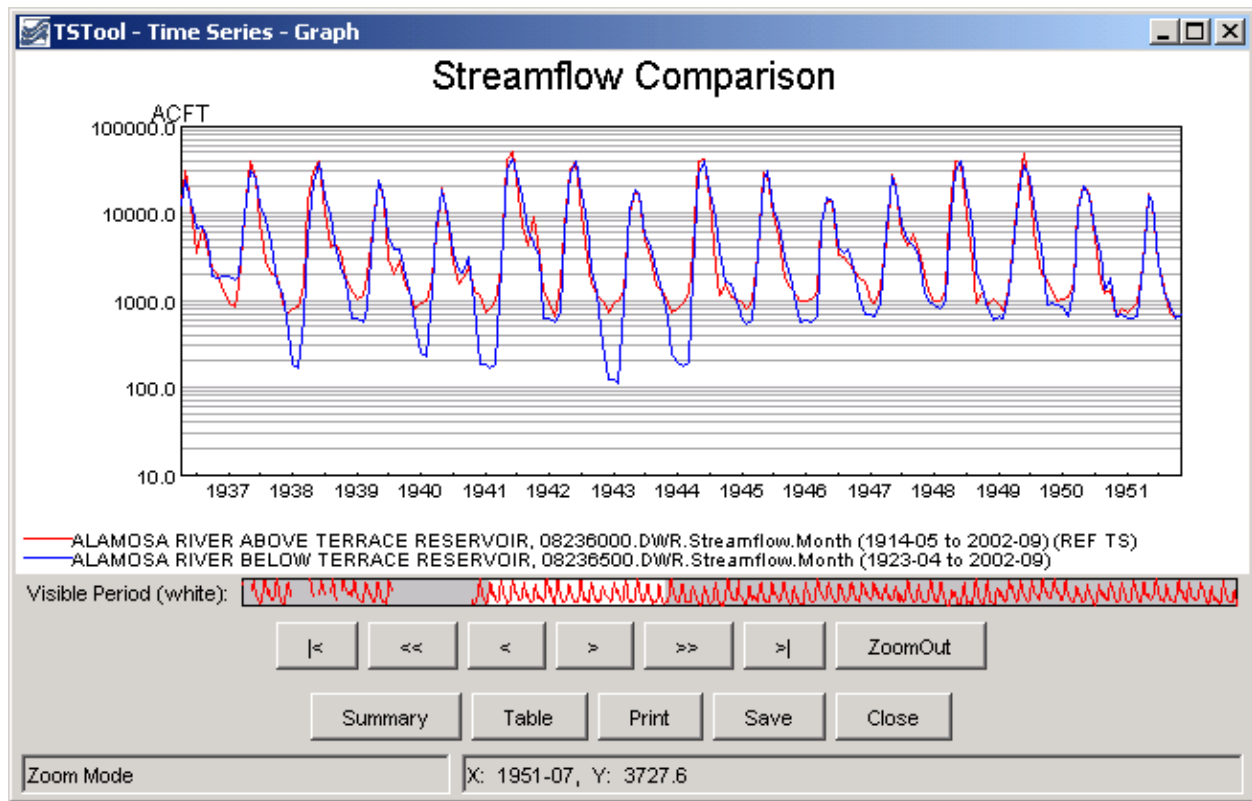 TSTool - Time Series - Graph
Streamflow Comparison
ACFT
100000.0
10000.0
1000.0
100.0
10.0
1937 1938 1939 1940 1941 1942 1943 1944 1945 1946 1947 1948 1949 1950 1951
ALAMOSA RIVER ABOVE TERRACE RESERVOIR, 08236000.DWR.Streamflow.Month (1914-05 to 2002-09) (REF TS)
ALAMOSA RIVER BELOW TERRACE RESERVOIR, 08236500.DWR.Streamflow.Month (1923-04 to 2002-09)
Visible Period (white):
|< << < > >> >| ZoomOut
Summary Table Print Save Close
Zoom Mode X: 1951-07, Y: 3727.6